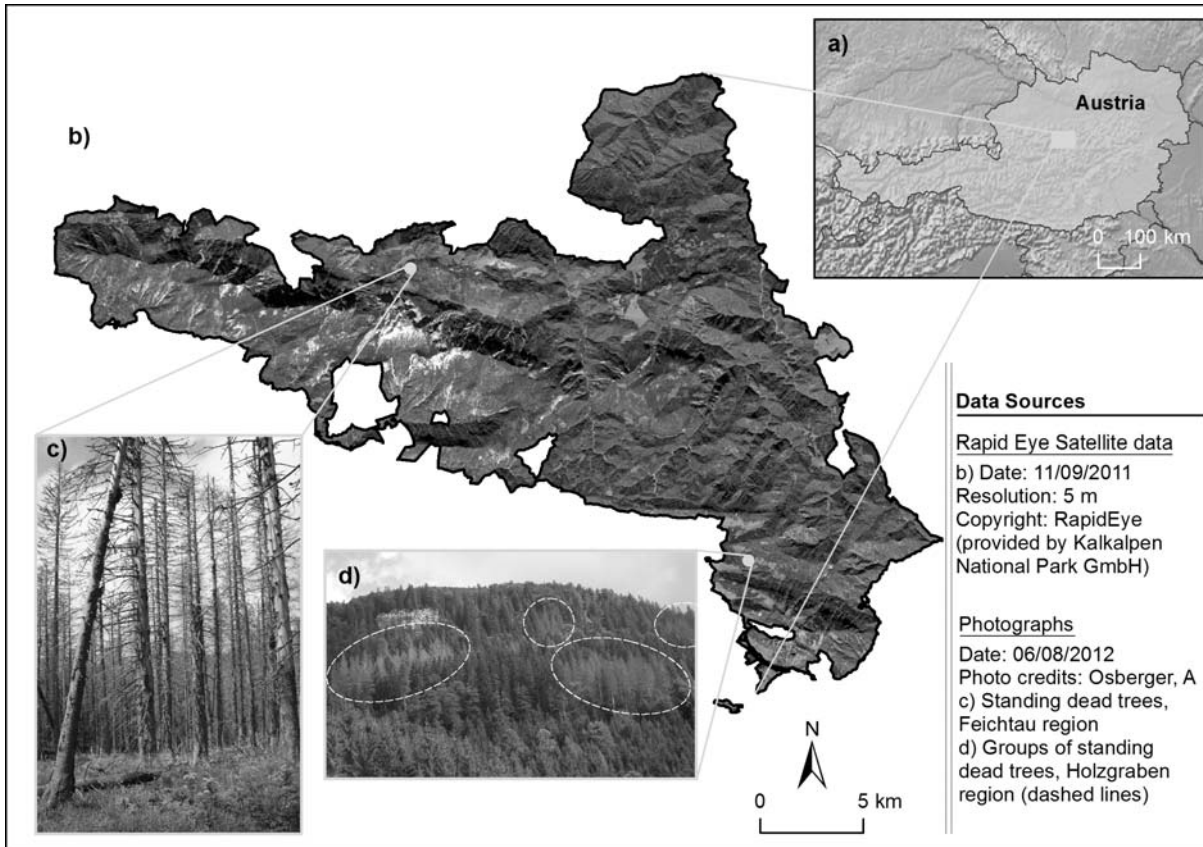 a)
Austria
0 100 km
b)
c)
d)
N
0 5 km
Data Sources
Rapid Eye Satellite data
b) Date: 11/09/2011
Resolution: 5 m
Copyright: RapidEye
(provided by Kalkalpen
National Park GmbH)
Photographs
Date: 06/08/2012
Photo credits: Osberger, A
c) Standing dead trees,
Feichtau region
d) Groups of standing
dead trees, Holzgraben
region (dashed lines)